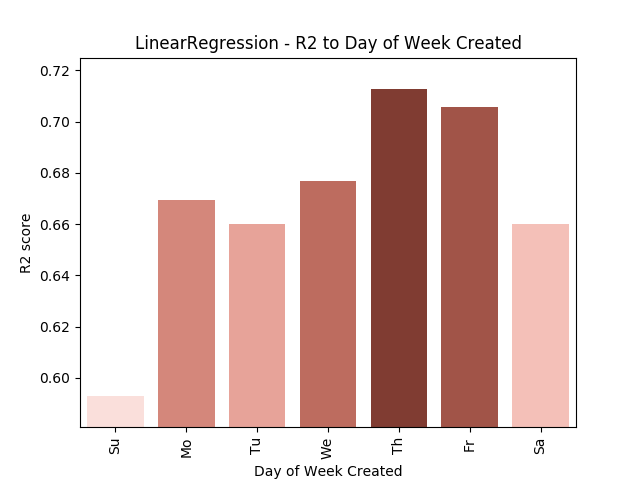 LinearRegression - R2 to Day of Week Created
0.72
0.70
0.68
0.66
0.64
0.62
0.60
R2 score
Su
Mo
Tu
We
Th
Fr
Sa
Day of Week Created